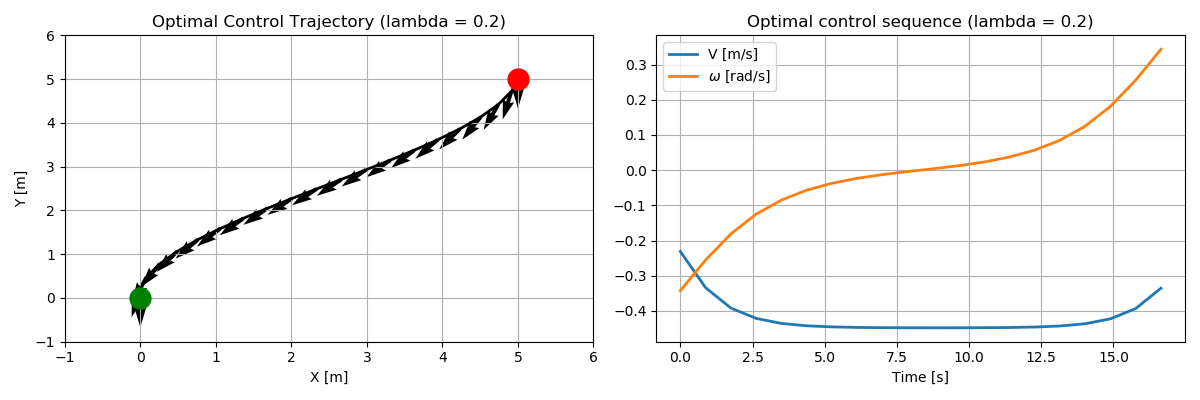 Optimal Control Trajectory (lambda = 0.2)
6
5
4
3
2
1
0
−1
Y [m]
−1 0 1 2 3 4 5 6
X [m]
Optimal control sequence (lambda = 0.2)
V [m/s]
ω [rad/s]
0.3
0.2
0.1
0.0
−0.1
−0.2
−0.3
−0.4
0.0 2.5 5.0 7.5 10.0 12.5 15.0
Time [s]